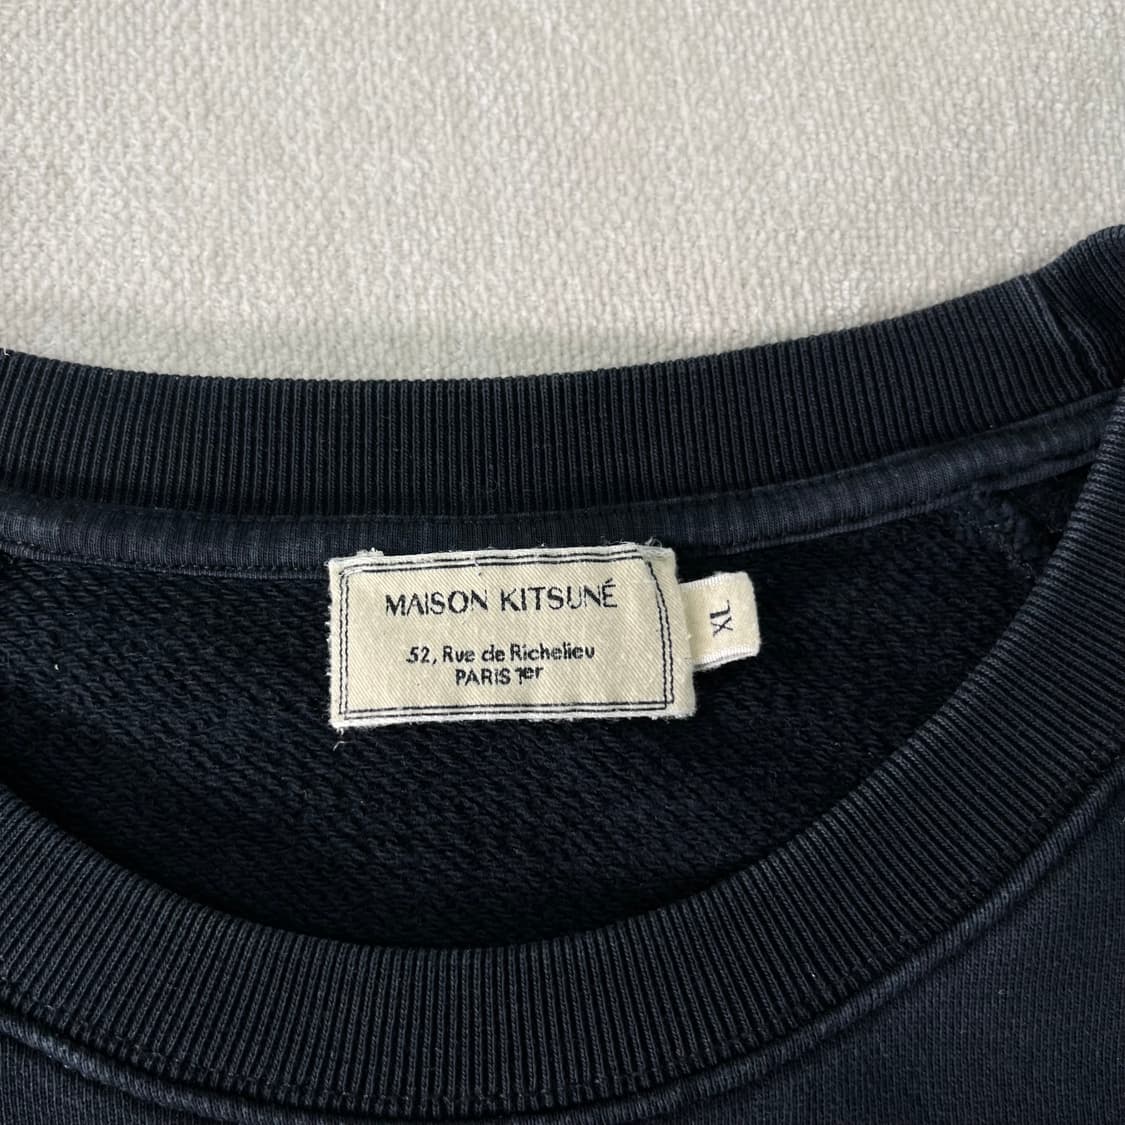 MAISON KITSUNÉ
52, Rue de Richelieu
PARIS 1er
XL